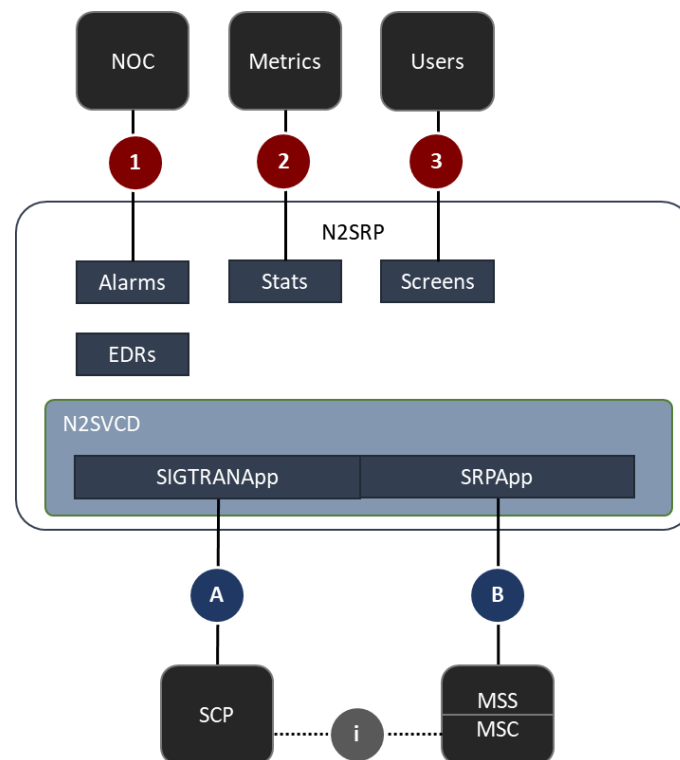 NOC
Metrics
Users
1
2
3
N2SRP
Alarms
Stats
Screens
EDRs
N2SVCD
SIGTRANApp
SRPApp
A
B
SCP
MSS
MSC
i